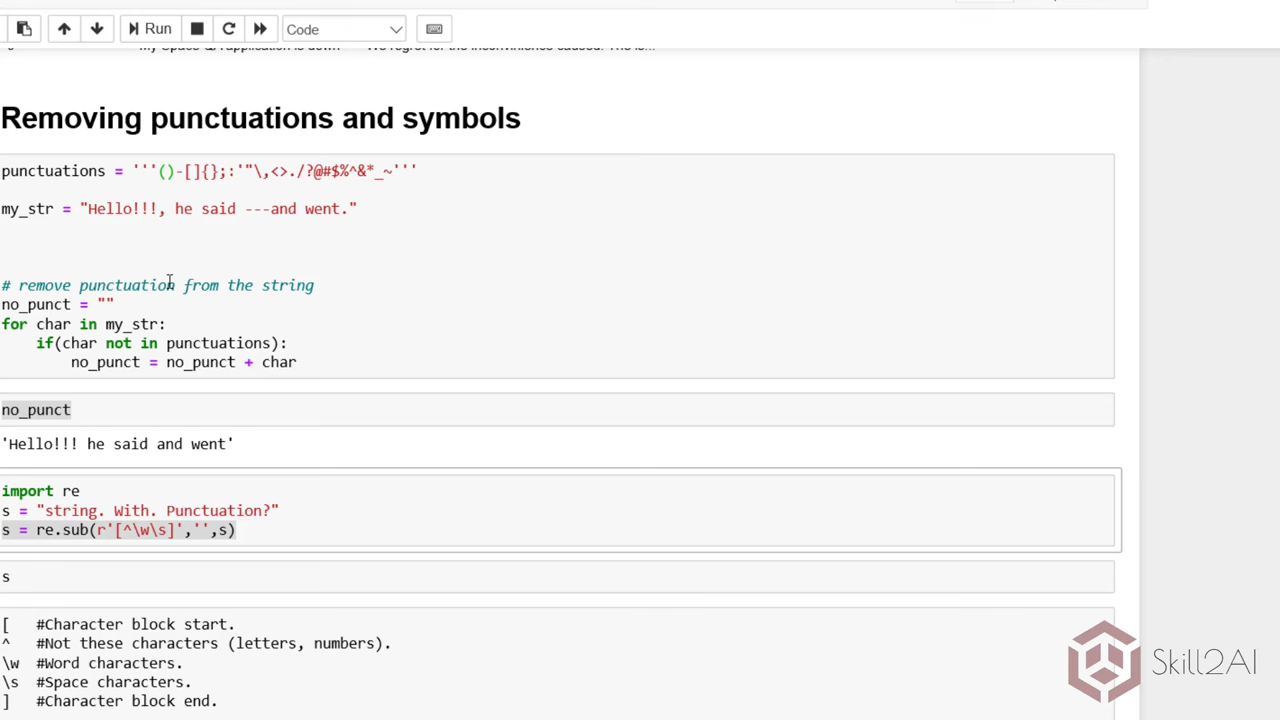 Run
Code
Removing punctuations and symbols
punctuations = '''()-[]{};:'"\,<>./?@#$%^&*_~'''
my_str = "Hello!!!, he said ---and went."
# remove punctuation from the string
no_punct = ""
for char in my_str:
    if(char not in punctuations):
        no_punct = no_punct + char
no_punct
'Hello!!! he said and went'
import re
s = "string. With. Punctuation?"
s = re.sub(r'[^\w\s]','',s)
s
[   #Character block start.
^   #Not these characters (letters, numbers).
\w  #Word characters.
\s  #Space characters.
]   #Character block end.
Skill2AI